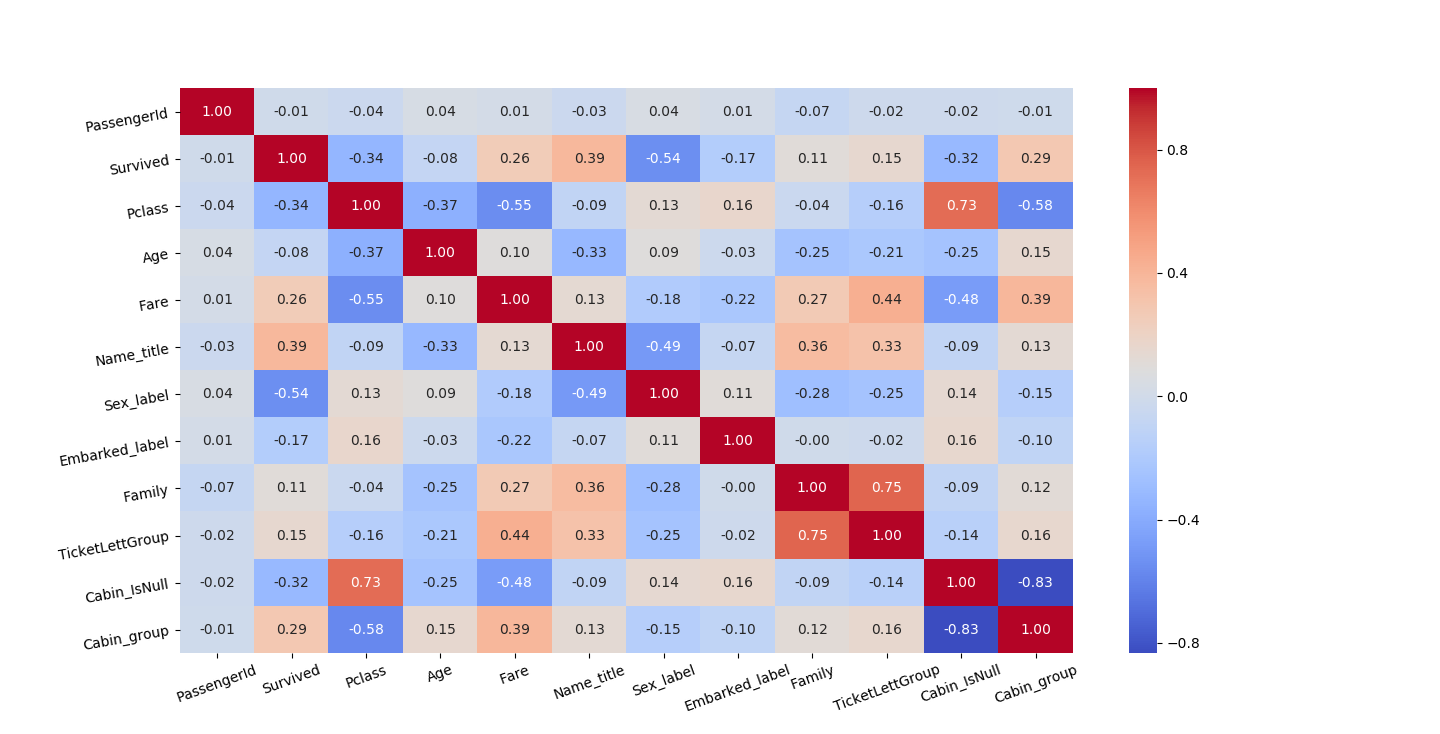 PassengerId 1.00 -0.01 -0.04 0.04 0.01 -0.03 0.04 0.01 -0.07 -0.02 -0.02 -0.01
Survived -0.01 1.00 -0.34 -0.08 0.26 0.39 -0.54 -0.17 0.11 0.15 -0.32 0.29
Pclass -0.04 -0.34 1.00 -0.37 -0.55 -0.09 0.13 0.16 -0.04 -0.16 0.73 -0.58
Age 0.04 -0.08 -0.37 1.00 0.10 -0.33 0.09 -0.03 -0.25 -0.21 -0.25 0.15
Fare 0.01 0.26 -0.55 0.10 1.00 0.13 -0.18 -0.22 0.27 0.44 -0.48 0.39
Name_title -0.03 0.39 -0.09 -0.33 0.13 1.00 -0.49 -0.07 0.36 0.33 -0.09 0.13
Sex_label 0.04 -0.54 0.13 0.09 -0.18 -0.49 1.00 0.11 -0.28 -0.25 0.14 -0.15
Embarked_label 0.01 -0.17 0.16 -0.03 -0.22 -0.07 0.11 1.00 -0.00 -0.02 0.16 -0.10
Family -0.07 0.11 -0.04 -0.25 0.27 0.36 -0.28 -0.00 1.00 0.75 -0.09 0.12
TicketLettGroup -0.02 0.15 -0.16 -0.21 0.44 0.33 -0.25 -0.02 0.75 1.00 -0.14 0.16
Cabin_IsNull -0.02 -0.32 0.73 -0.25 -0.48 -0.09 0.14 0.16 -0.09 -0.14 1.00 -0.83
Cabin_group -0.01 0.29 -0.58 0.15 0.39 0.13 -0.15 -0.10 0.12 0.16 -0.83 1.00
PassengerId Survived Pclass Age Fare Name_title Sex_label Embarked_label Family TicketLettGroup Cabin_IsNull Cabin_group
0.8
0.4
0.0
−0.4
−0.8